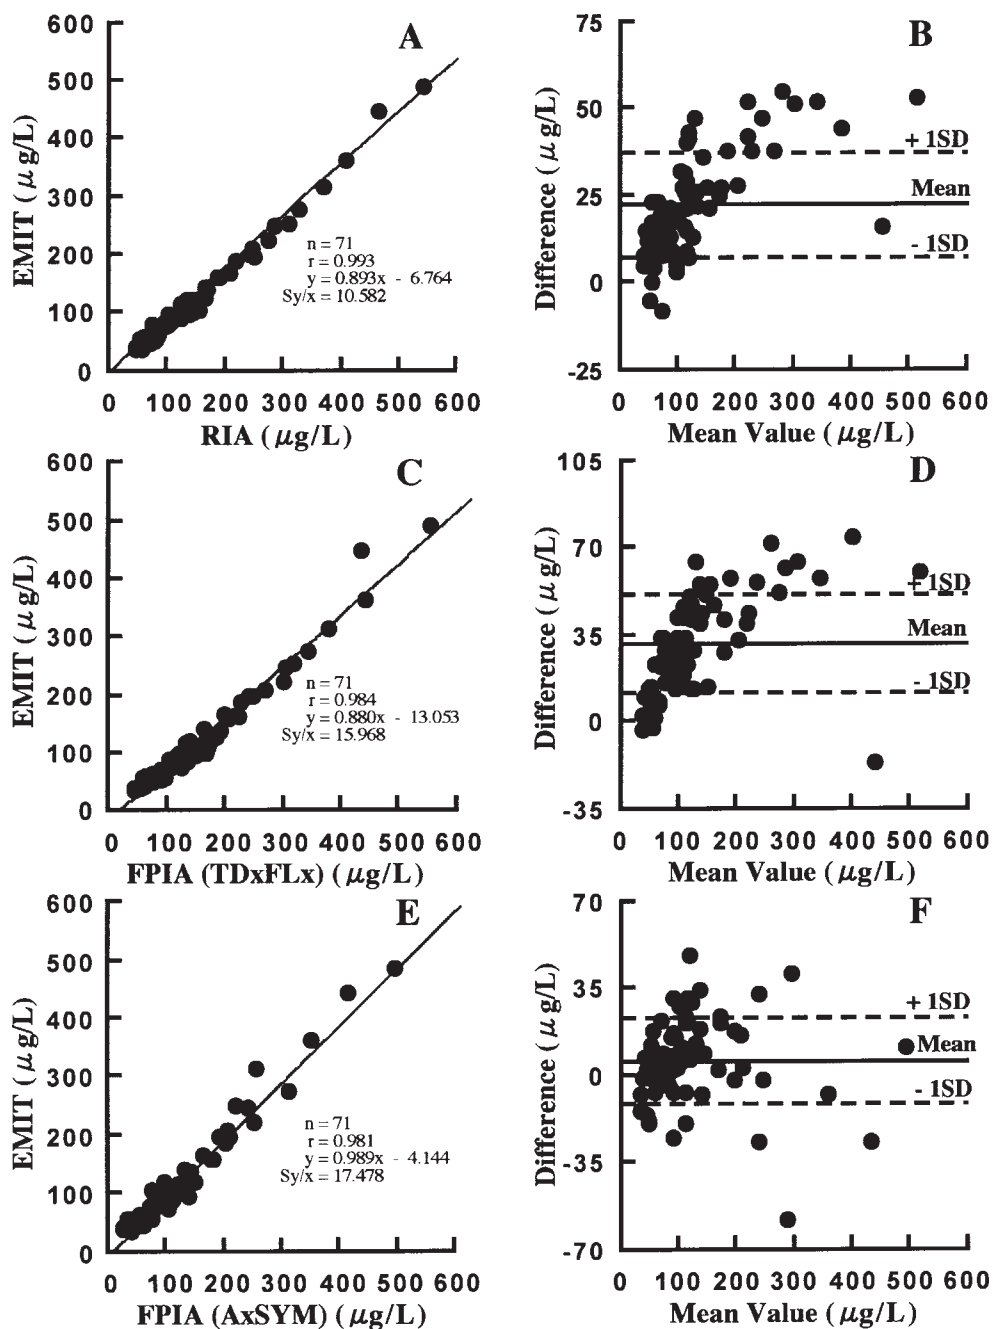 A
EMIT ( μ g/L )
600
500
400
300
200
100
0
n = 71
r = 0.993
y = 0.893x - 6.764
Sy/x = 10.582
0 100 200 300 400 500 600
RIA ( μg/L )
B
Difference ( μ g/L )
75
50
25
0
-25
+ 1SD
Mean
- 1SD
0 100 200 300 400 500 600
Mean Value ( μg/L )
C
EMIT ( μ g/L )
600
500
400
300
200
100
0
n = 71
r = 0.984
y = 0.880x - 13.053
Sy/x = 15.968
0 100 200 300 400 500 600
FPIA (TDxFLx) ( μg/L )
D
Difference ( μ g/L )
105
70
35
0
-35
+ 1SD
Mean
- 1SD
0 100 200 300 400 500 600
Mean Value ( μg/L )
E
EMIT ( μ g/L )
600
500
400
300
200
100
0
n = 71
r = 0.981
y = 0.989x - 4.144
Sy/x = 17.478
0 100 200 300 400 500 600
FPIA (AxSYM) ( μg/L )
F
Difference ( μ g/L )
70
35
0
-35
-70
+ 1SD
Mean
- 1SD
0 100 200 300 400 500 600
Mean Value ( μg/L )